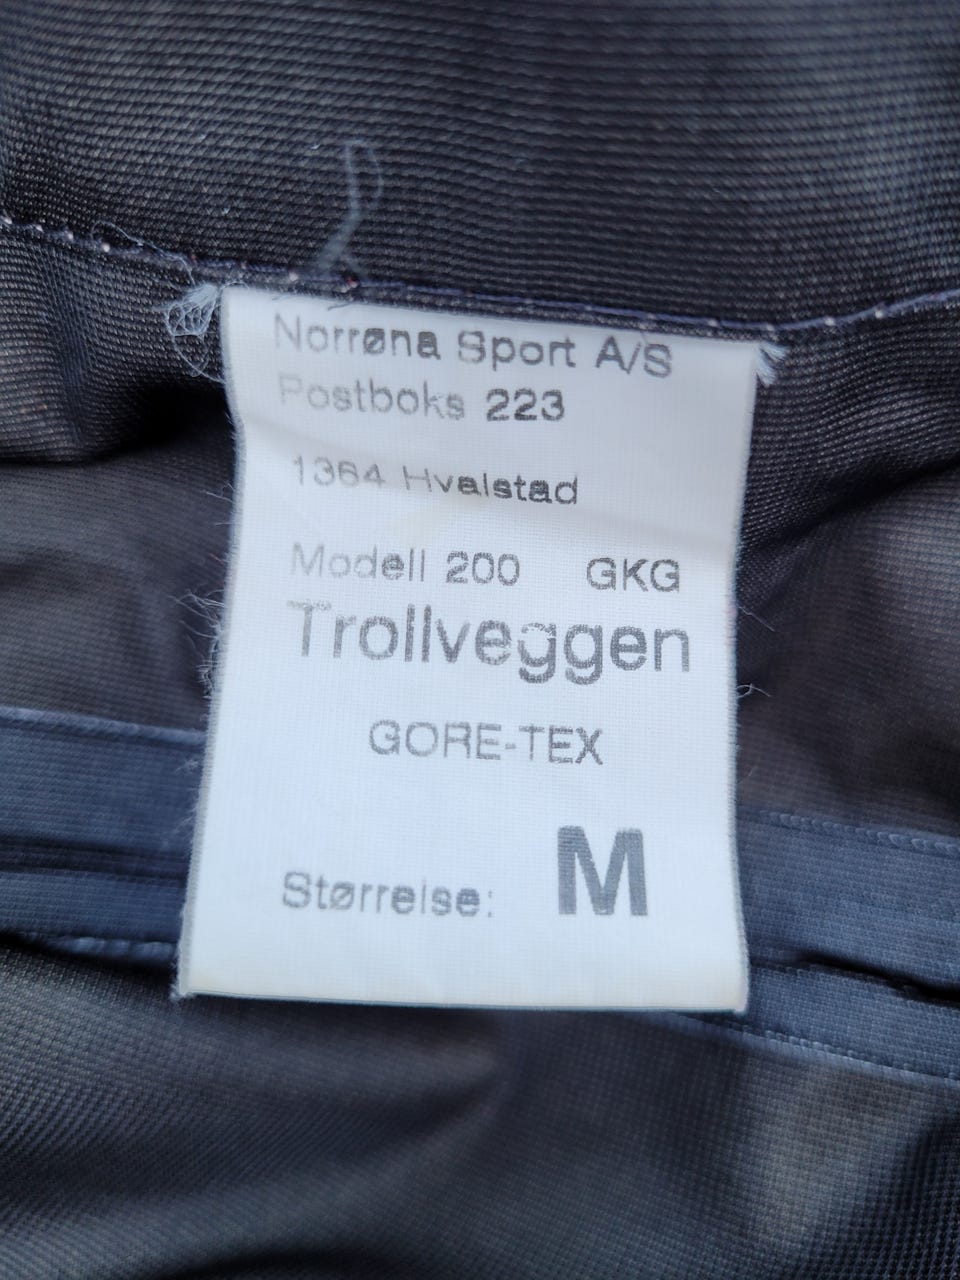 Norrøna Sport A/S
Postboks 223
1364 Hvalstad
Modell 200 GKG
Trollveggen
GORE-TEX
Størrelse: M